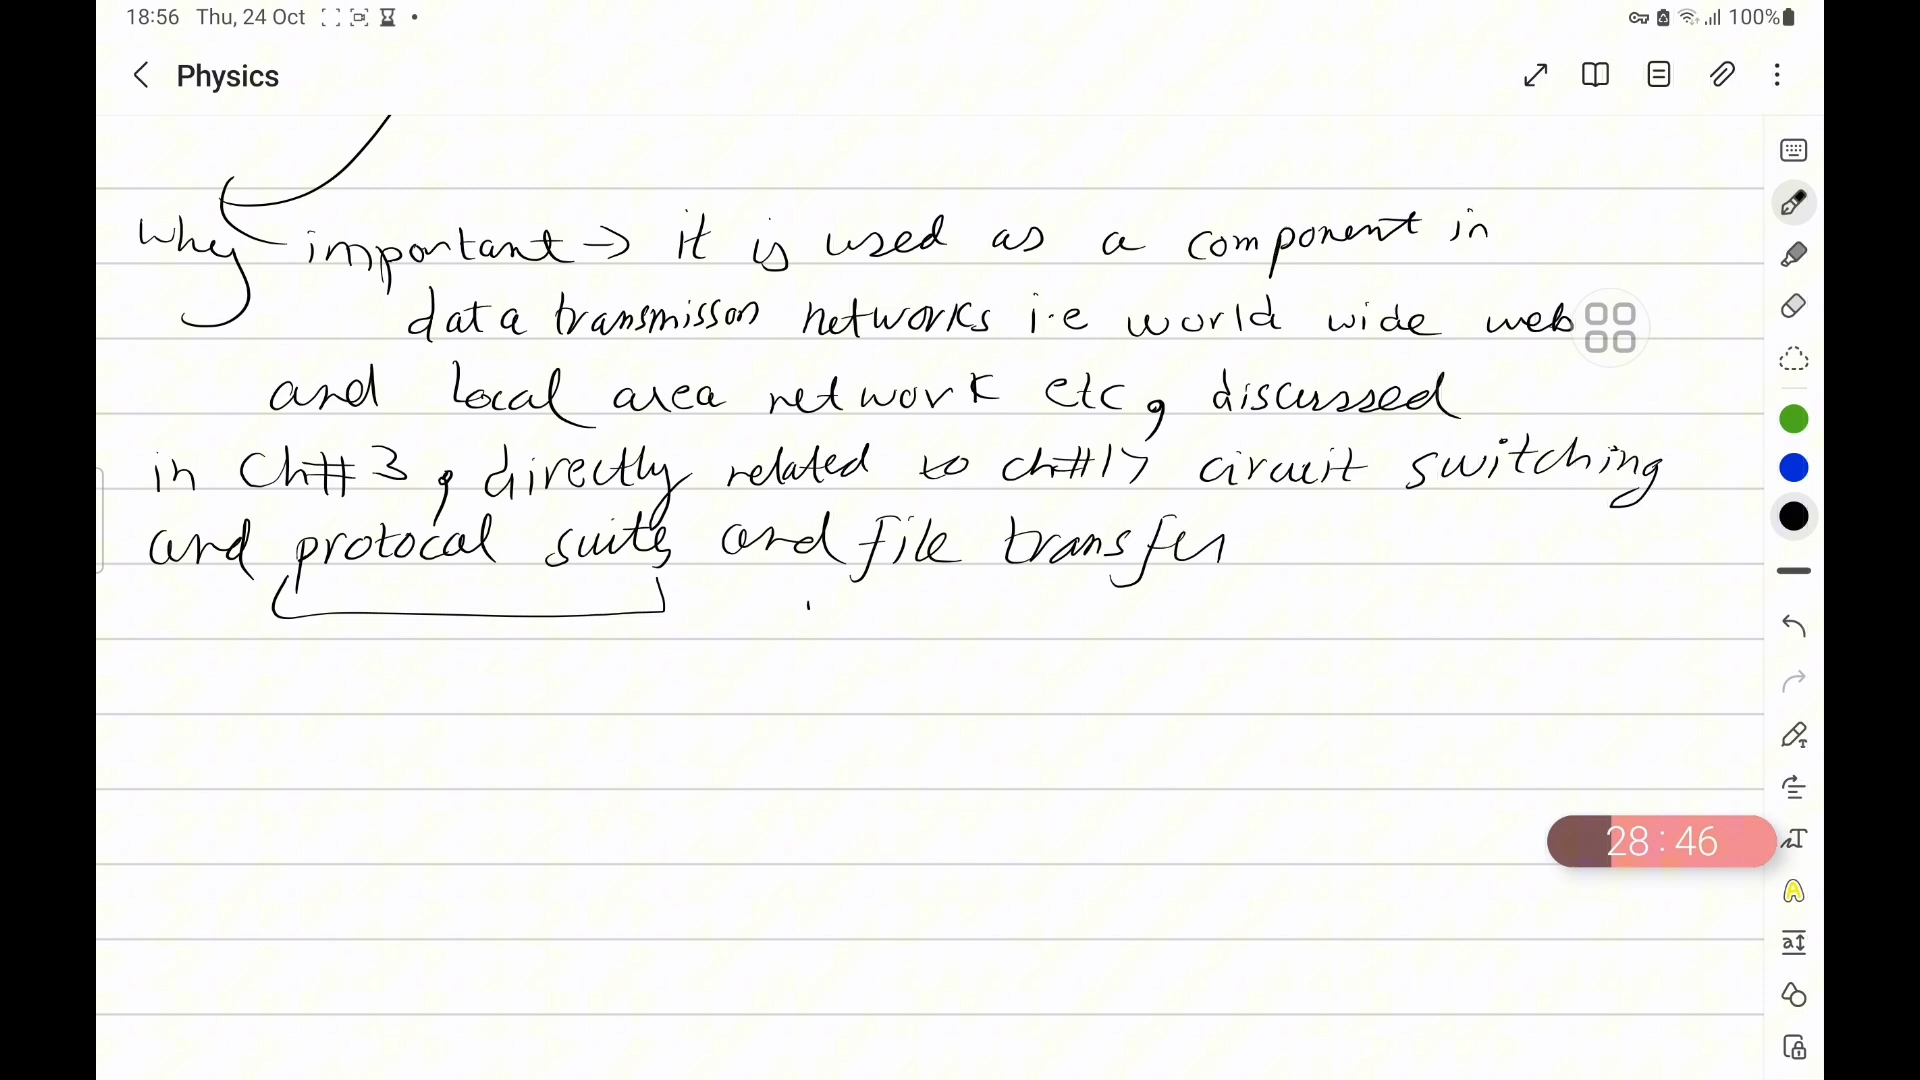 18:56 Thu, 24 Oct 100%
Physics
Why important → it is used as a component in
data transmisson networks i.e world wide web
and Local area network etc, discussed
in Ch# 3, directly related to ch#17 circuit switching
and protocal suits and file transfer
28:46